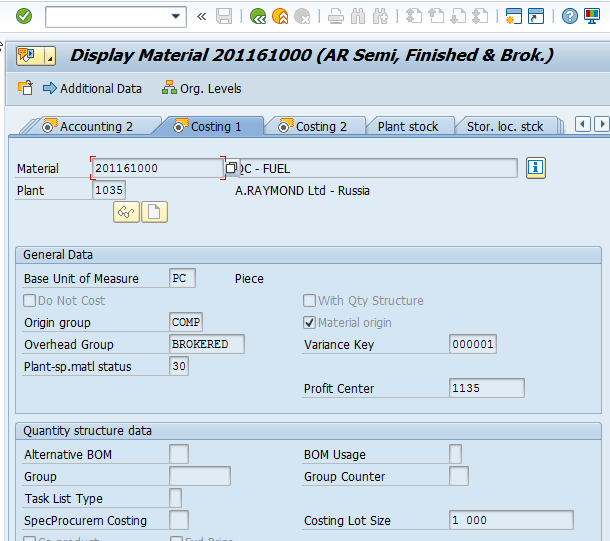 Display Material 201161000 (AR Semi, Finished & Brok.)
Additional Data Org. Levels
Accounting 2 Costing 1 Costing 2 Plant stock Stor. loc. stck
Material 201161000 QC - FUEL
Plant 1035 A.RAYMOND Ltd - Russia
General Data
Base Unit of Measure PC Piece
Do Not Cost With Qty Structure
Origin group COMP Material origin
Overhead Group BROKERED Variance Key 000001
Plant-sp.matl status 30
Profit Center 1135
Quantity structure data
Alternative BOM BOM Usage
Group Group Counter
Task List Type
SpecProcurem Costing Costing Lot Size 1 000